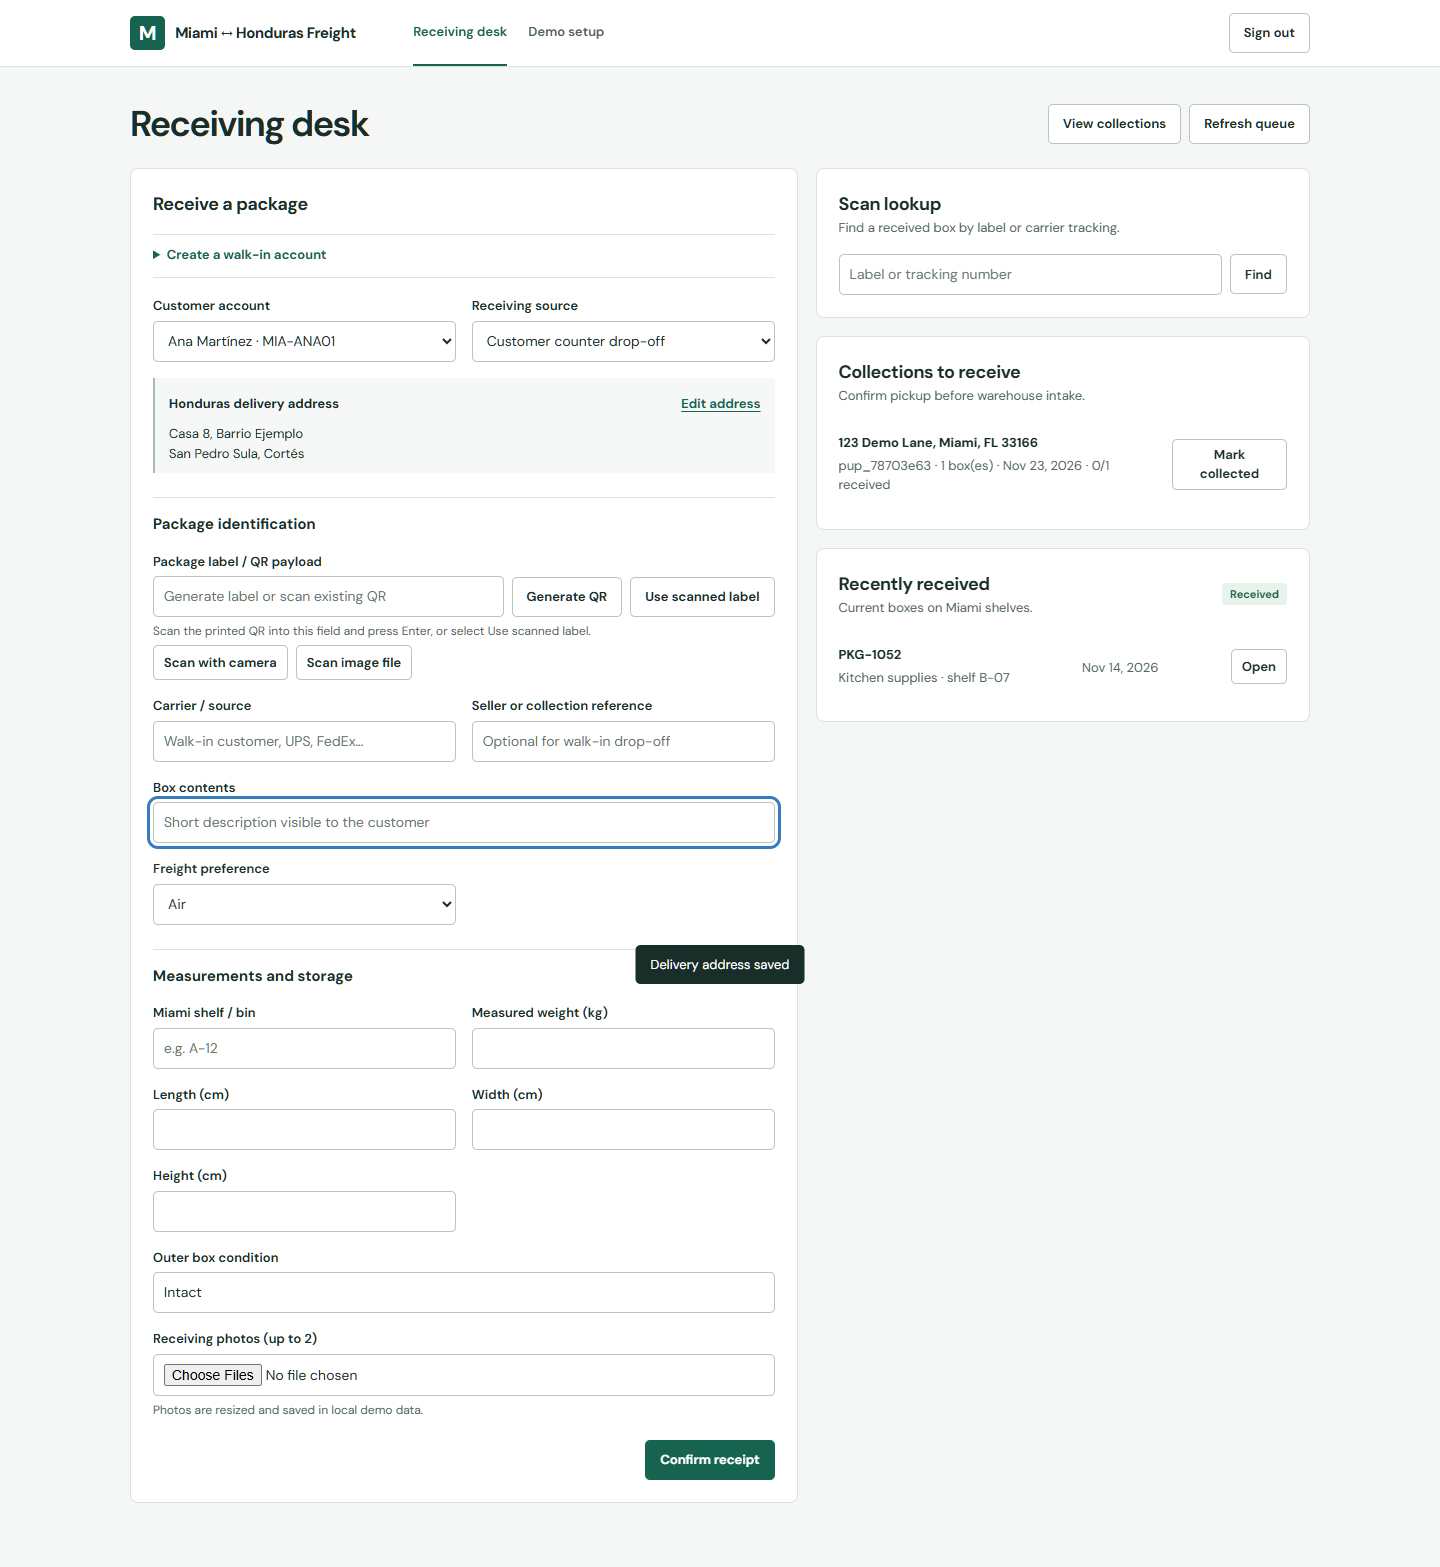 M
Miami ↔ Honduras Freight
Receiving desk
Demo setup
Sign out
Receiving desk
View collections
Refresh queue
Receive a package
▶ Create a walk-in account
Customer account
Receiving source
Ana Martínez · MIA-ANA01
Customer counter drop-off
Honduras delivery address
Edit address
Casa 8, Barrio Ejemplo
San Pedro Sula, Cortés
Package identification
Package label / QR payload
Generate label or scan existing QR
Generate QR
Use scanned label
Scan the printed QR into this field and press Enter, or select Use scanned label.
Scan with camera
Scan image file
Carrier / source
Seller or collection reference
Walk-in customer, UPS, FedEx...
Optional for walk-in drop-off
Box contents
Short description visible to the customer
Freight preference
Air
Delivery address saved
Measurements and storage
Miami shelf / bin
Measured weight (kg)
e.g. A-12
Length (cm)
Width (cm)
Height (cm)
Outer box condition
Intact
Receiving photos (up to 2)
Choose Files No file chosen
Photos are resized and saved in local demo data.
Confirm receipt
Scan lookup
Find a received box by label or carrier tracking.
Label or tracking number
Find
Collections to receive
Confirm pickup before warehouse intake.
123 Demo Lane, Miami, FL 33166
pup_78703e63 · 1 box(es) · Nov 23, 2026 · 0/1
received
Mark
collected
Recently received
Current boxes on Miami shelves.
Received
PKG-1052
Kitchen supplies · shelf B-07
Nov 14, 2026
Open